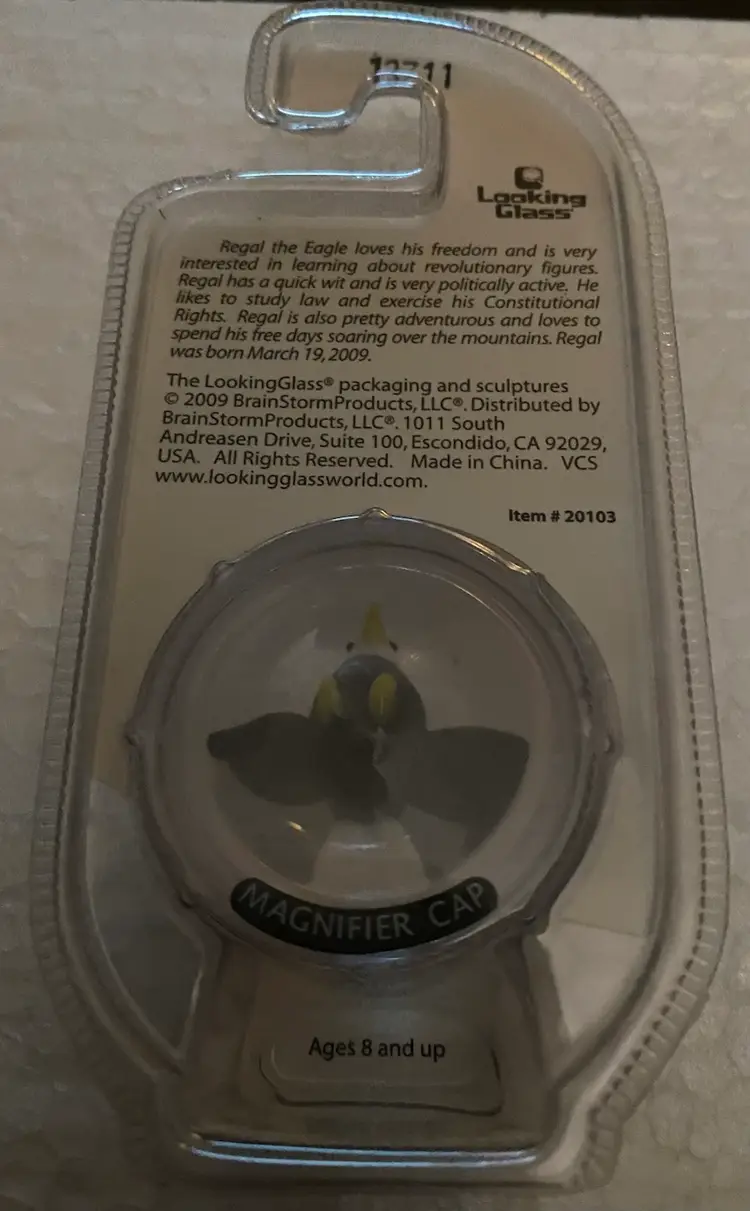 Looking
Glass
Regal the Eagle loves his freedom and is very
interested in learning about revolutionary figures.
Regal has a quick wit and is very politically active. He
likes to study law and exercise his Constitutional
Rights. Regal is also pretty adventurous and loves to
spend his free days soaring over the mountains. Regal
was born March 19, 2009.
The LookingGlass® packaging and sculptures
© 2009 BrainStormProducts, LLC®. Distributed by
BrainStormProducts, LLC®. 1011 South
Andreasen Drive, Suite 100, Escondido, CA 92029,
USA. All Rights Reserved. Made in China. VCS
www.lookingglassworld.com.
Item # 20103
MAGNIFIER CAP
Ages 8 and up